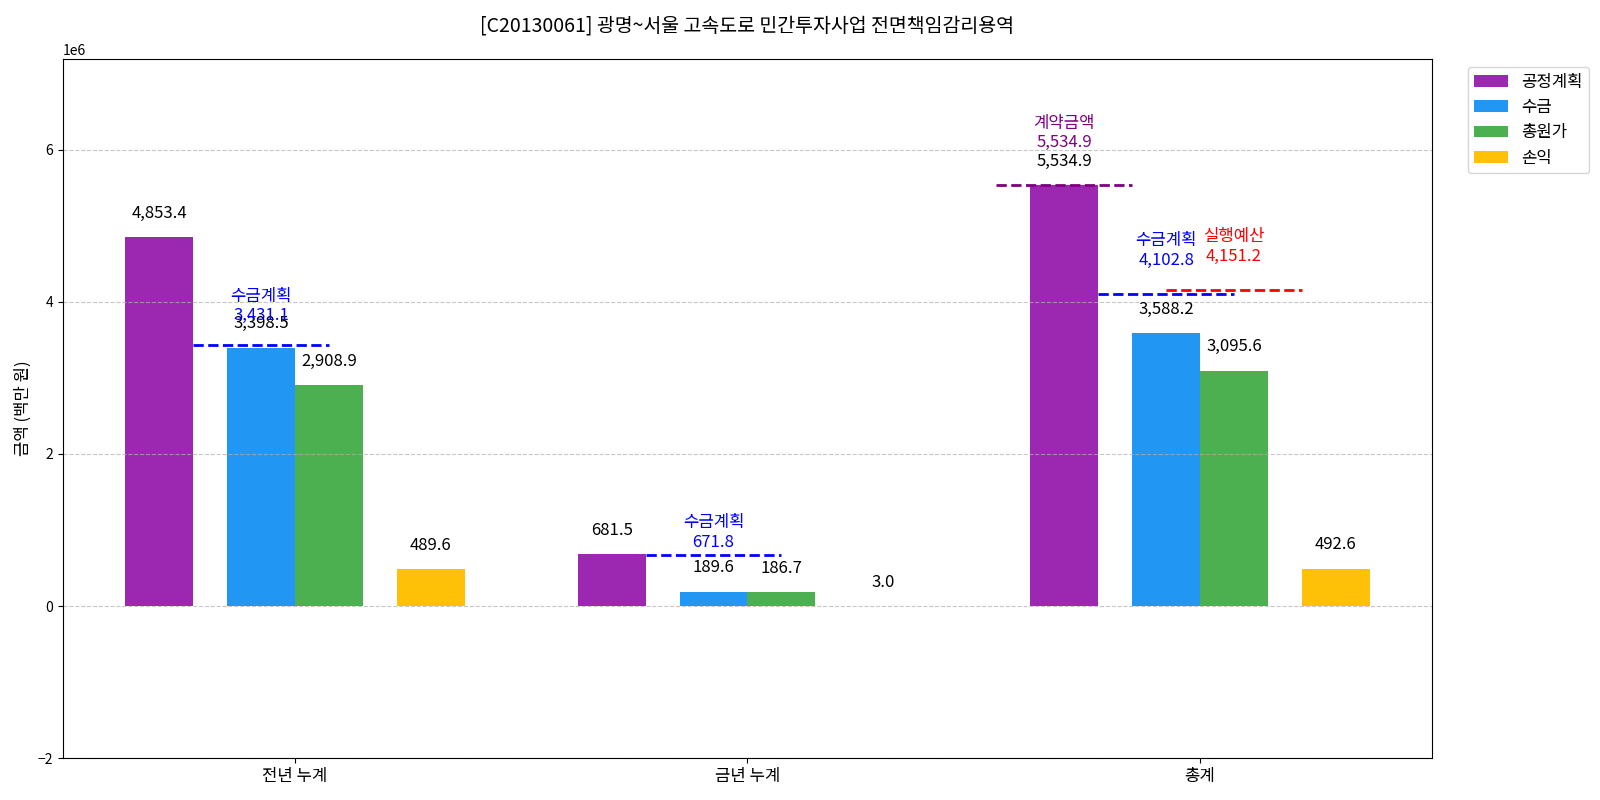 [C20130061] 광명~서울 고속도로 민간투자사업 전면책임감리용역
1e6
금액 (백만 원)
6
4
2
0
−2
4,853.4
수금계획
3,431.1
3,398.5
2,908.9
489.6
681.5
수금계획
671.8
189.6
186.7
3.0
계약금액
5,534.9
5,534.9
수금계획
4,102.8
실행예산
4,151.2
3,588.2
3,095.6
492.6
전년 누계
금년 누계
총계
공정계획
수금
총원가
손익